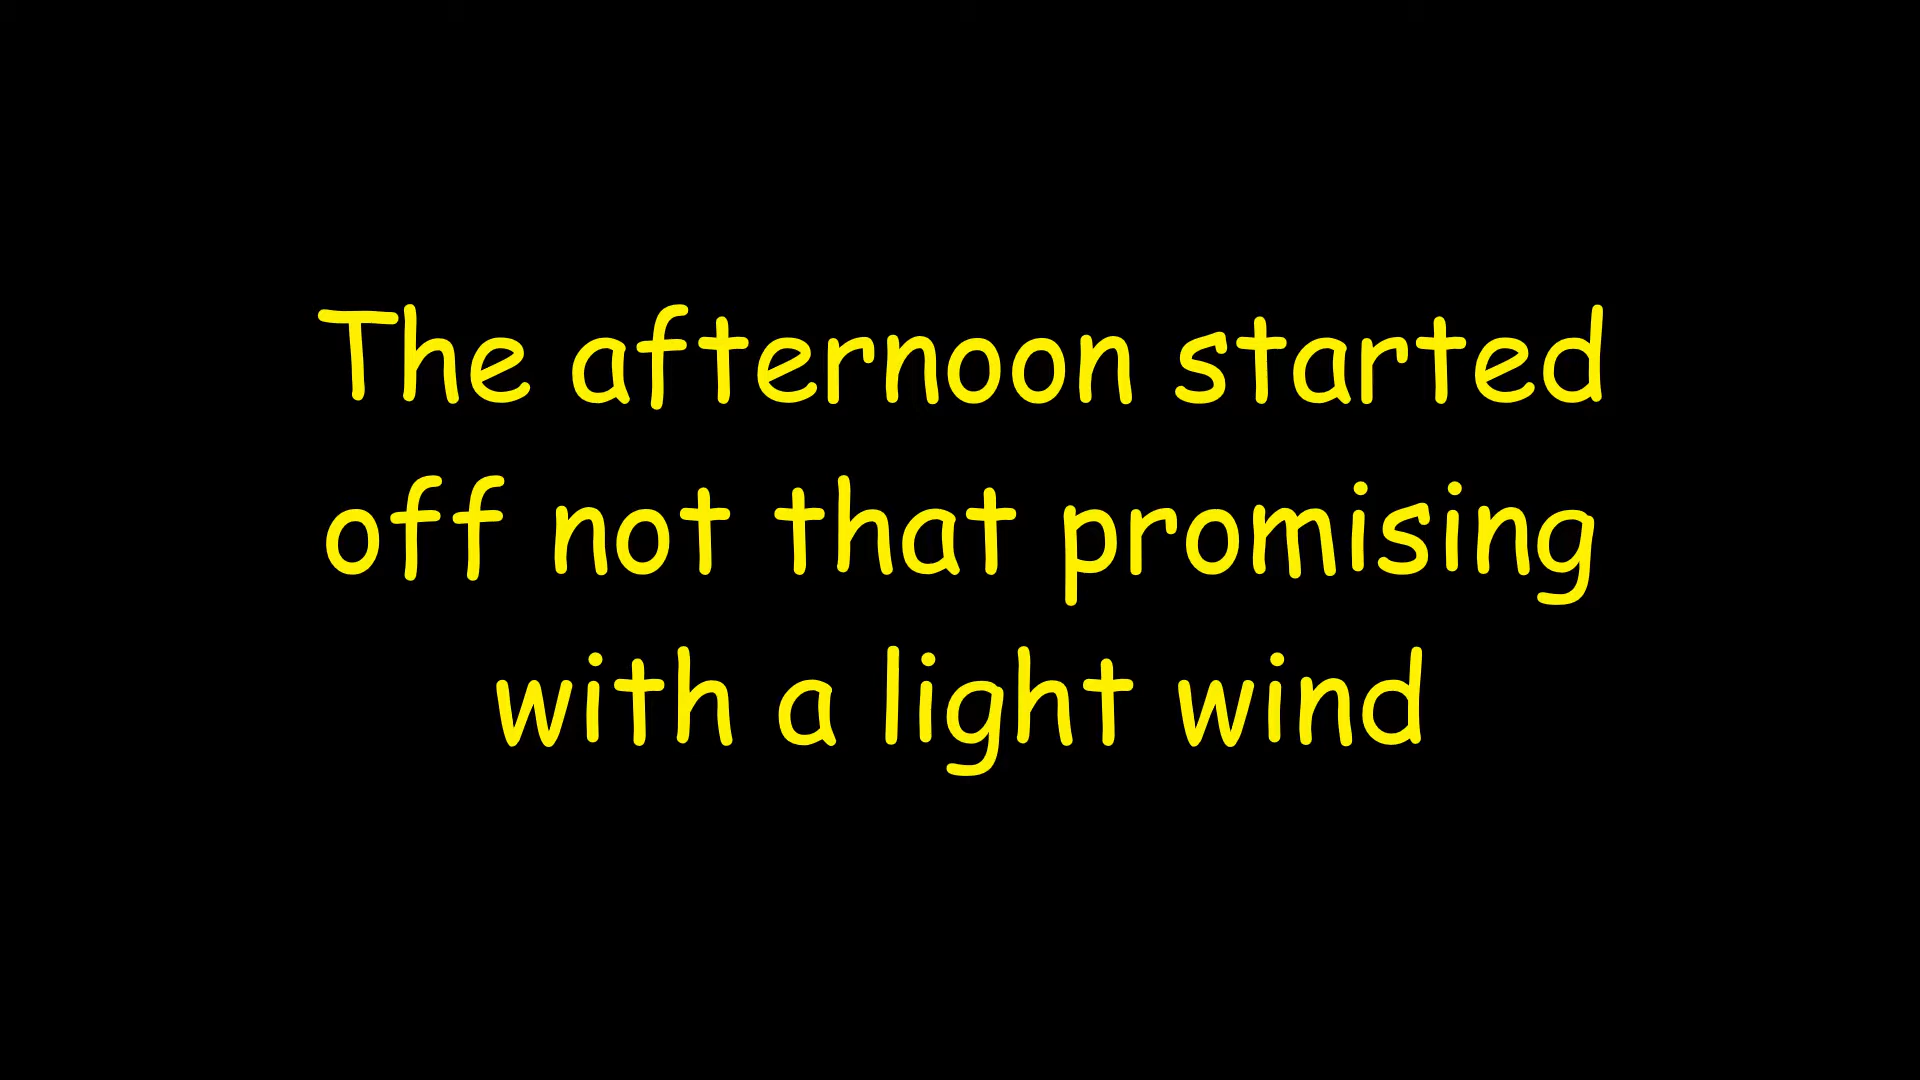 The afternoon started
off not that promising
with a light wind